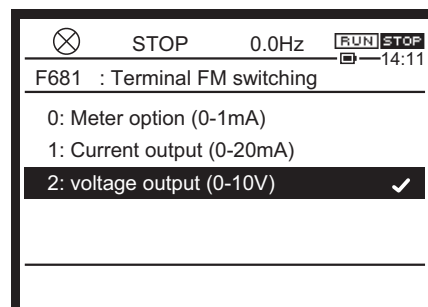 STOP 0.0Hz RUN STOP
14:11
F681 : Terminal FM switching
0: Meter option (0-1mA)
1: Current output (0-20mA)
2: voltage output (0-10V)